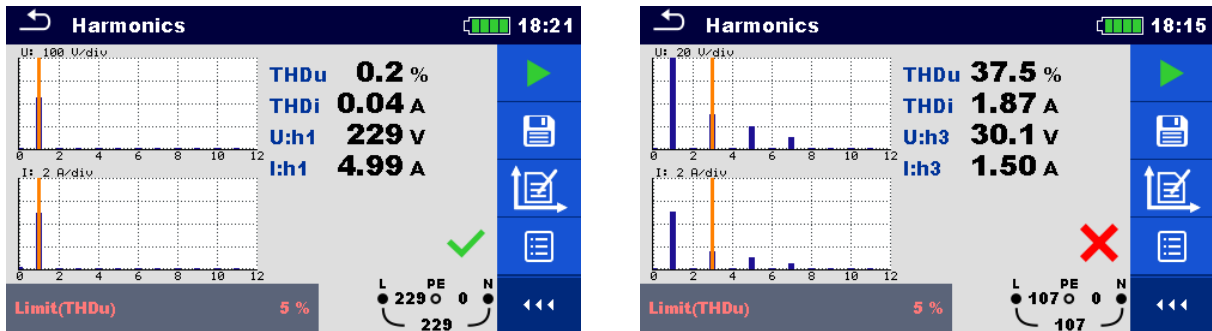 Harmonics 18:21
U: 100 V/div
THDu 0.2 %
THDi 0.04 A
U:h1 229 V
I:h1 4.99 A
0 2 4 6 8 10 12
I: 2 A/div
0 2 4 6 8 10 12
Limit(THDu) 5 %
L PE N
229 0
229
Harmonics 18:15
U: 20 V/div
THDu 37.5 %
THDi 1.87 A
U:h3 30.1 V
I:h3 1.50 A
0 2 4 6 8 10 12
I: 2 A/div
0 2 4 6 8 10 12
Limit(THDu) 5 %
L PE N
107 0
107